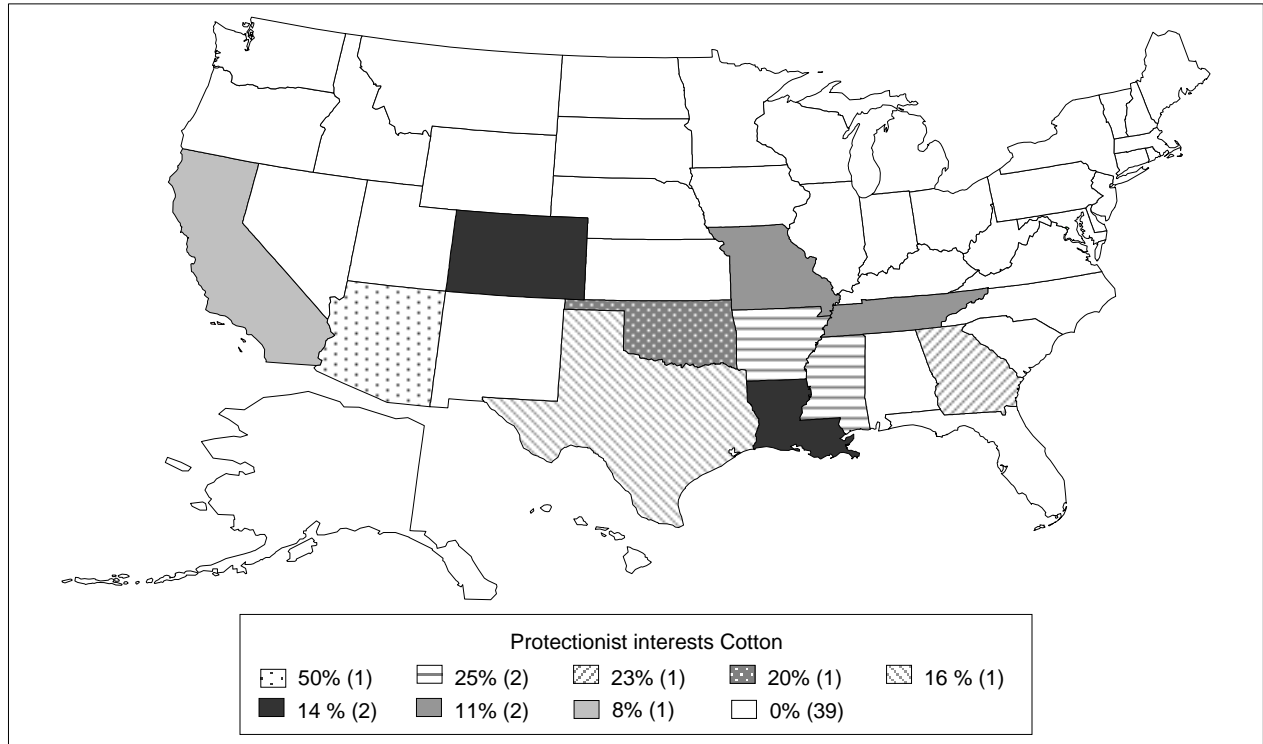 Protectionist interests Cotton
50% (1) 25% (2) 23% (1) 20% (1) 16 % (1)
14 % (2) 11% (2) 8% (1) 0% (39)